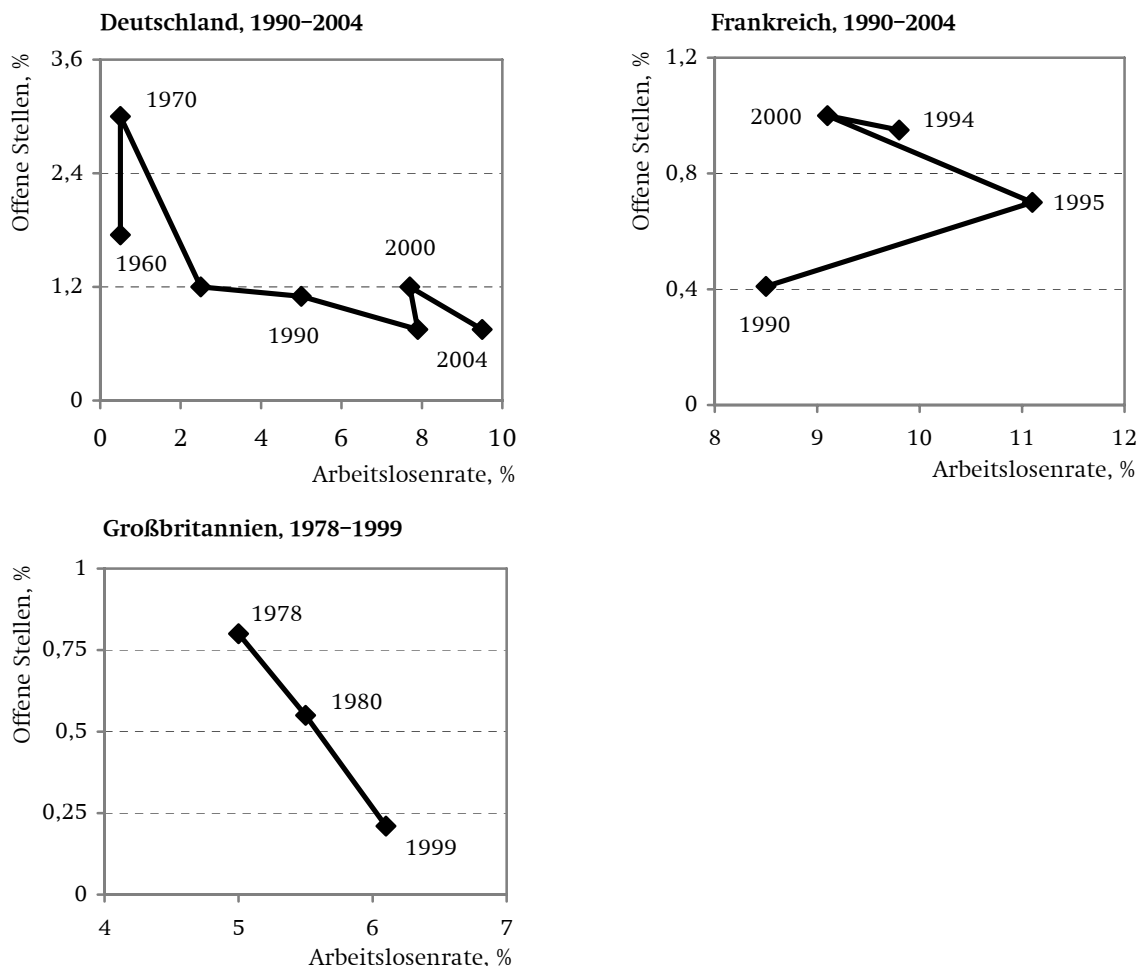 Deutschland, 1990–2004
Offene Stellen, %
3,6
2,4
1,2
0
1970
1960
1990
2000
2004
0 2 4 6 8 10
Arbeitslosenrate, %
Frankreich, 1990–2004
Offene Stellen, %
1,2
0,8
0,4
0
2000
1994
1995
1990
8 9 10 11 12
Arbeitslosenrate, %
Großbritannien, 1978–1999
Offene Stellen, %
1
0,75
0,5
0,25
0
1978
1980
1999
4 5 6 7
Arbeitslosenrate, %